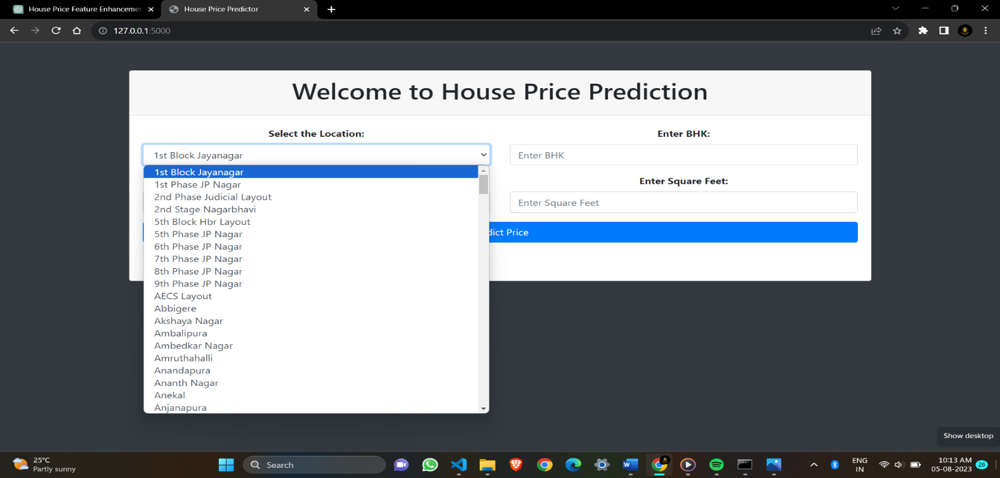 House Price Feature Enhancemen
House Price Predictor
127.0.0.1:5000
Welcome to House Price Prediction
Select the Location:
Enter BHK:
1st Block Jayanagar
Enter BHK
1st Block Jayanagar
1st Phase JP Nagar
2nd Phase Judicial Layout
2nd Stage Nagarbhavi
5th Block Hbr Layout
5th Phase JP Nagar
6th Phase JP Nagar
7th Phase JP Nagar
8th Phase JP Nagar
9th Phase JP Nagar
AECS Layout
Abbigere
Akshaya Nagar
Ambalipura
Ambedkar Nagar
Amruthahalli
Anandapura
Ananth Nagar
Anekal
Anjanapura
Enter Square Feet:
Enter Square Feet
dict Price
Show desktop
25°C
Partly sunny
Search
ENG
IN
10:13 AM
05-08-2023
26